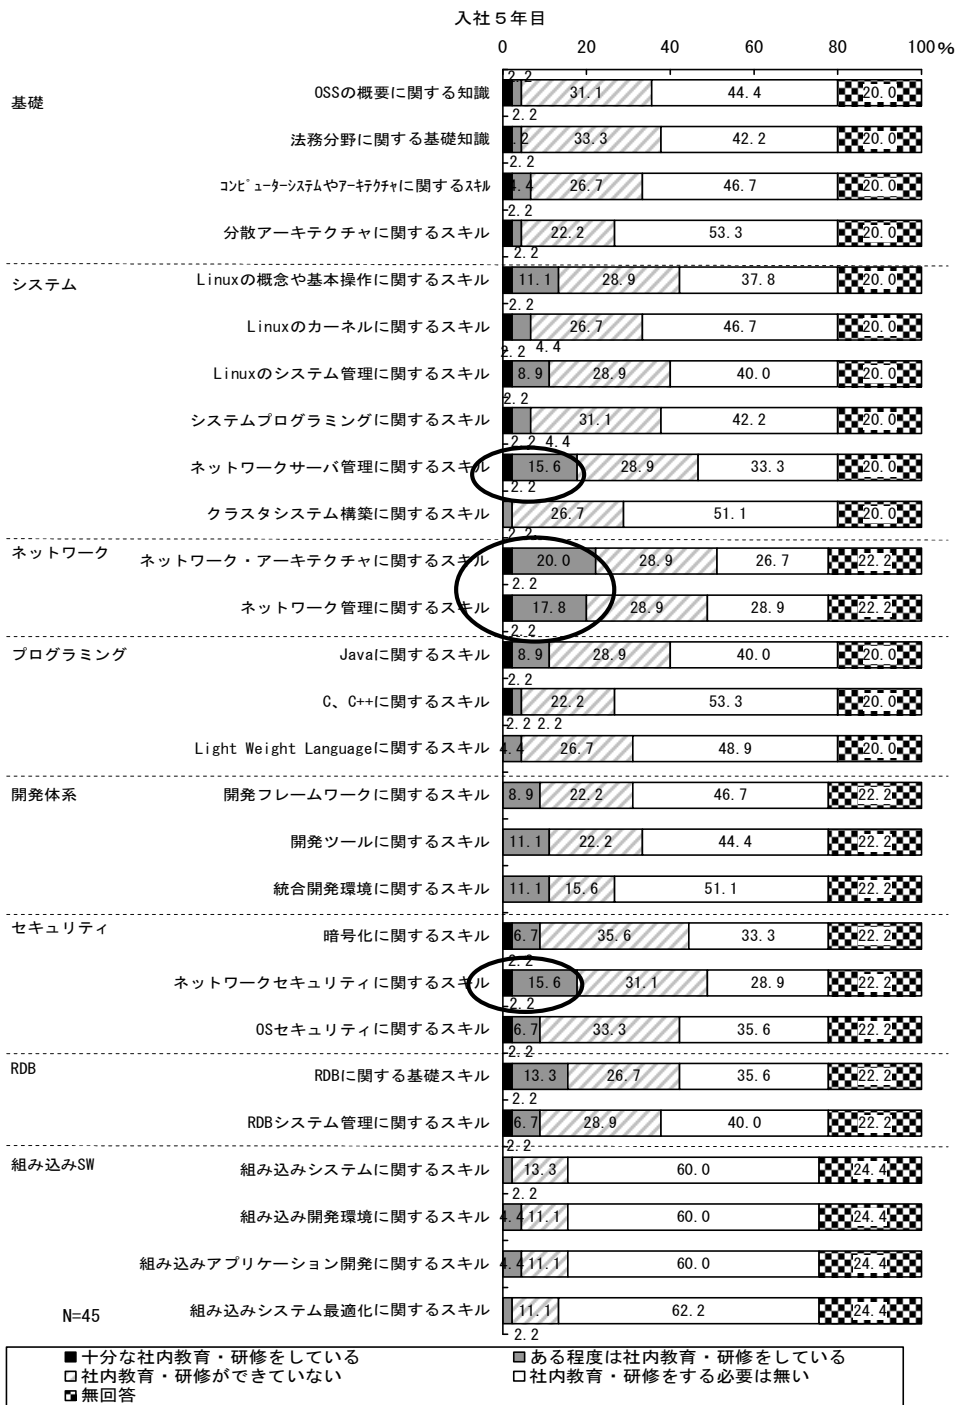 入社５年目
0 20 40 60 80 100%
基礎
2.2
OSSの概要に関する知識 31.1 44.4 20.0
2.2
法務分野に関する基礎知識 .2 33.3 42.2 20.0
2.2
コンピューターシステムやアーキテクチャに関するスキル 4.4 26.7 46.7 20.0
2.2
分散アーキテクチャに関するスキル 22.2 53.3 20.0
2.2
システム
Linuxの概念や基本操作に関するスキル 11.1 28.9 37.8 20.0
2.2
Linuxのカーネルに関するスキル 26.7 46.7 20.0
2.2 4.4
Linuxのシステム管理に関するスキル 8.9 28.9 40.0 20.0
2.2
システムプログラミングに関するスキル 31.1 42.2 20.0
2.2 4.4
ネットワークサーバ管理に関するスキル 15.6 28.9 33.3 20.0
2.2
クラスタシステム構築に関するスキル 26.7 51.1 20.0
2.2
ネットワーク
ネットワーク・アーキテクチャに関するスキル 20.0 28.9 26.7 22.2
2.2
ネットワーク管理に関するスキル 17.8 28.9 28.9 22.2
2.2
プログラミング
Javaに関するスキル 8.9 28.9 40.0 20.0
2.2
C、C++に関するスキル 22.2 53.3 20.0
2.2 2.2
Light Weight Languageに関するスキル 4.4 26.7 48.9 20.0
開発体系
開発フレームワークに関するスキル 8.9 22.2 46.7 22.2
開発ツールに関するスキル 11.1 22.2 44.4 22.2
統合開発環境に関するスキル 11.1 15.6 51.1 22.2
セキュリティ
暗号化に関するスキル 6.7 35.6 33.3 22.2
2.2
ネットワークセキュリティに関するスキル 15.6 31.1 28.9 22.2
2.2
OSセキュリティに関するスキル 6.7 33.3 35.6 22.2
2.2
RDB
RDBに関する基礎スキル 13.3 26.7 35.6 22.2
2.2
RDBシステム管理に関するスキル 6.7 28.9 40.0 22.2
2.2
組み込みSW
組み込みシステムに関するスキル 13.3 60.0 24.4
2.2
組み込み開発環境に関するスキル 4.4 11.1 60.0 24.4
組み込みアプリケーション開発に関するスキル 4.4 11.1 60.0 24.4
組み込みシステム最適化に関するスキル 11.1 62.2 24.4
N=45
2.2
十分な社内教育・研修をしている
ある程度は社内教育・研修をしている
社内教育・研修ができていない
社内教育・研修をする必要は無い
無回答